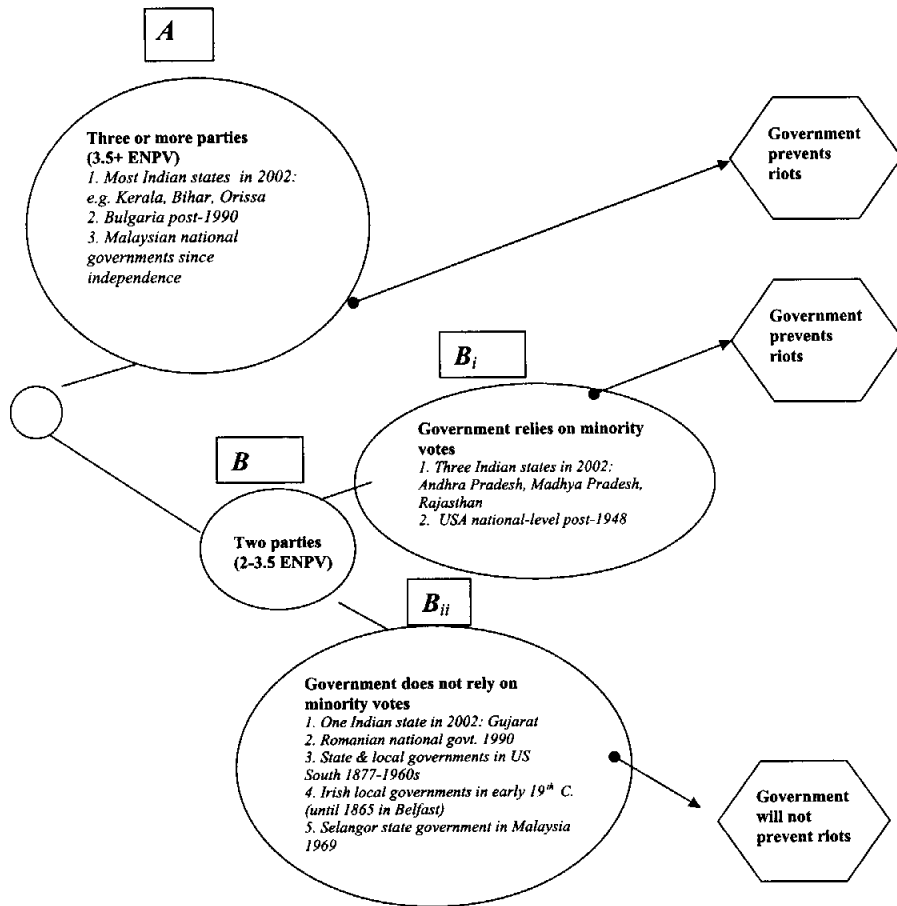 A
Three or more parties
(3.5+ ENPV)
1. Most Indian states in 2002:
e.g. Kerala, Bihar, Orissa
2. Bulgaria post-1990
3. Malaysian national
governments since
independence
Government
prevents
riots
Government
prevents
riots
B i
Government relies on minority
votes
1. Three Indian states in 2002:
Andhra Pradesh, Madhya Pradesh,
Rajasthan
2. USA national-level post-1948
B
Two parties
(2-3.5 ENPV)
B ii
Government does not rely on
minority votes
1. One Indian state in 2002: Gujarat
2. Romanian national govt. 1990
3. State & local governments in US
South 1877-1960s
4. Irish local governments in early 19th C.
(until 1865 in Belfast)
5. Selangor state government in Malaysia
1969
Government
will not
prevent riots